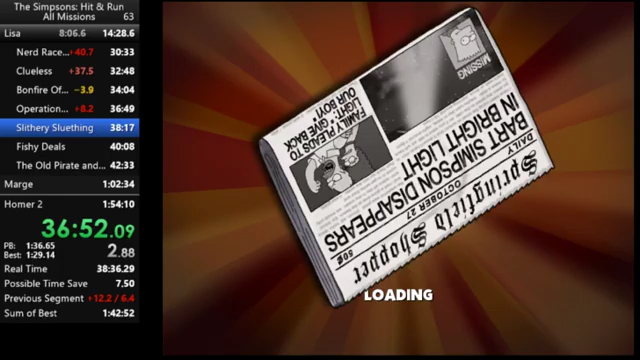 The Simpsons: Hit & Run
All Missions 63
Lisa 8:06.6 14:28.6
Nerd Race... +40.7 30:33
Clueless +37.5 32:48
Bonfire Of... -3.9 34:04
Operation... +8.2 36:49
Slithery Sluething 38:17
Fishy Deals 40:08
The Old Pirate and... 42:33
Marge 1:02:34
Homer 2 1:54:10
36:52.09
PB: 1:36.65
Best: 1:29.14
2.88
Real Time 38:36.29
Possible Time Save 7.50
Previous Segment +12.2 / 6.4
Sum of Best 1:42:52
Springfield Shopper
DAILY
50¢
OCTOBER 27
BART SIMPSON DISAPPEARS
IN BRIGHT LIGHT
MISSING
FAMILY PLEADS TO
LIGHT: "GIVE BACK
OUR BOY!"
LOADING